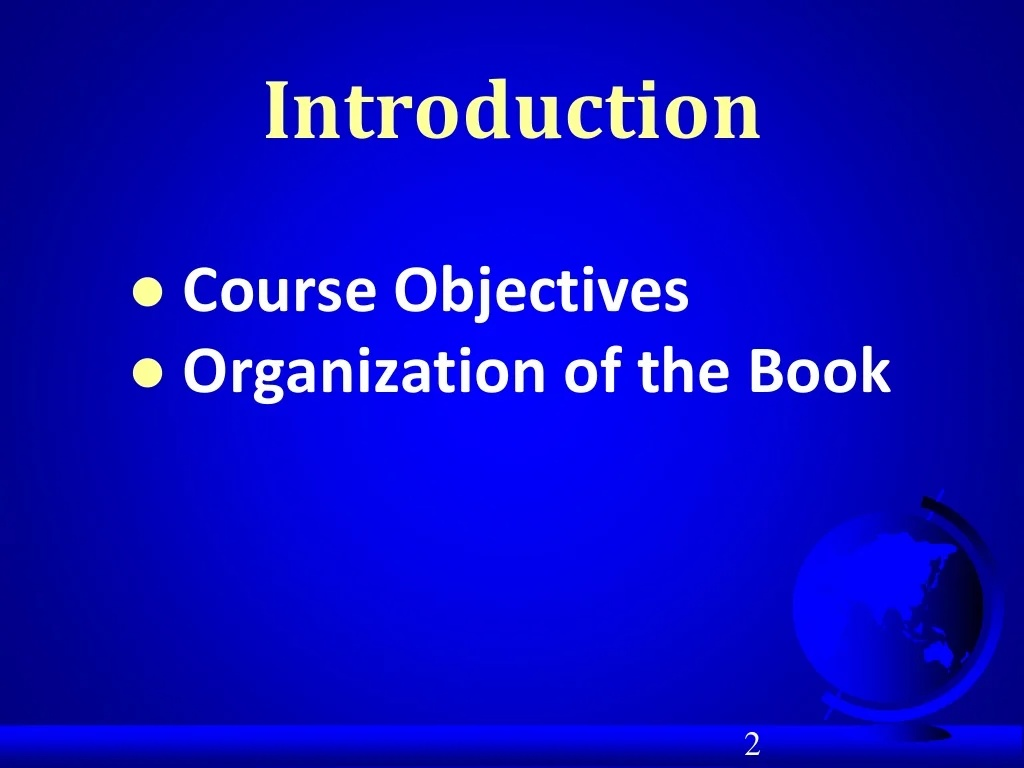 Introduction
● Course Objectives
● Organization of the Book
2